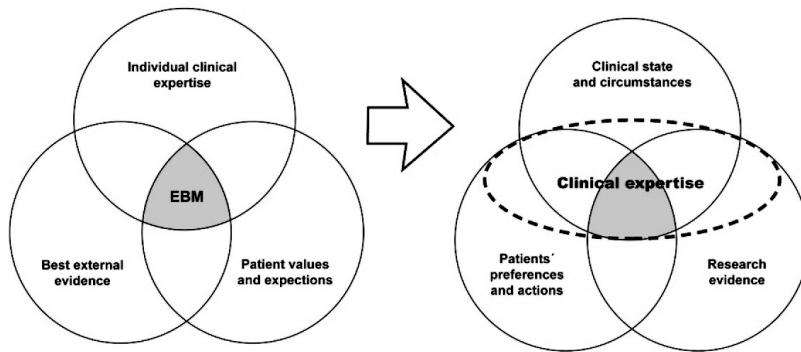 Individual clinical
expertise
EBM
Best external
evidence
Patient values
and expections
Clinical state
and circumstances
Clinical expertise
Patients´
preferences
and actions
Research
evidence